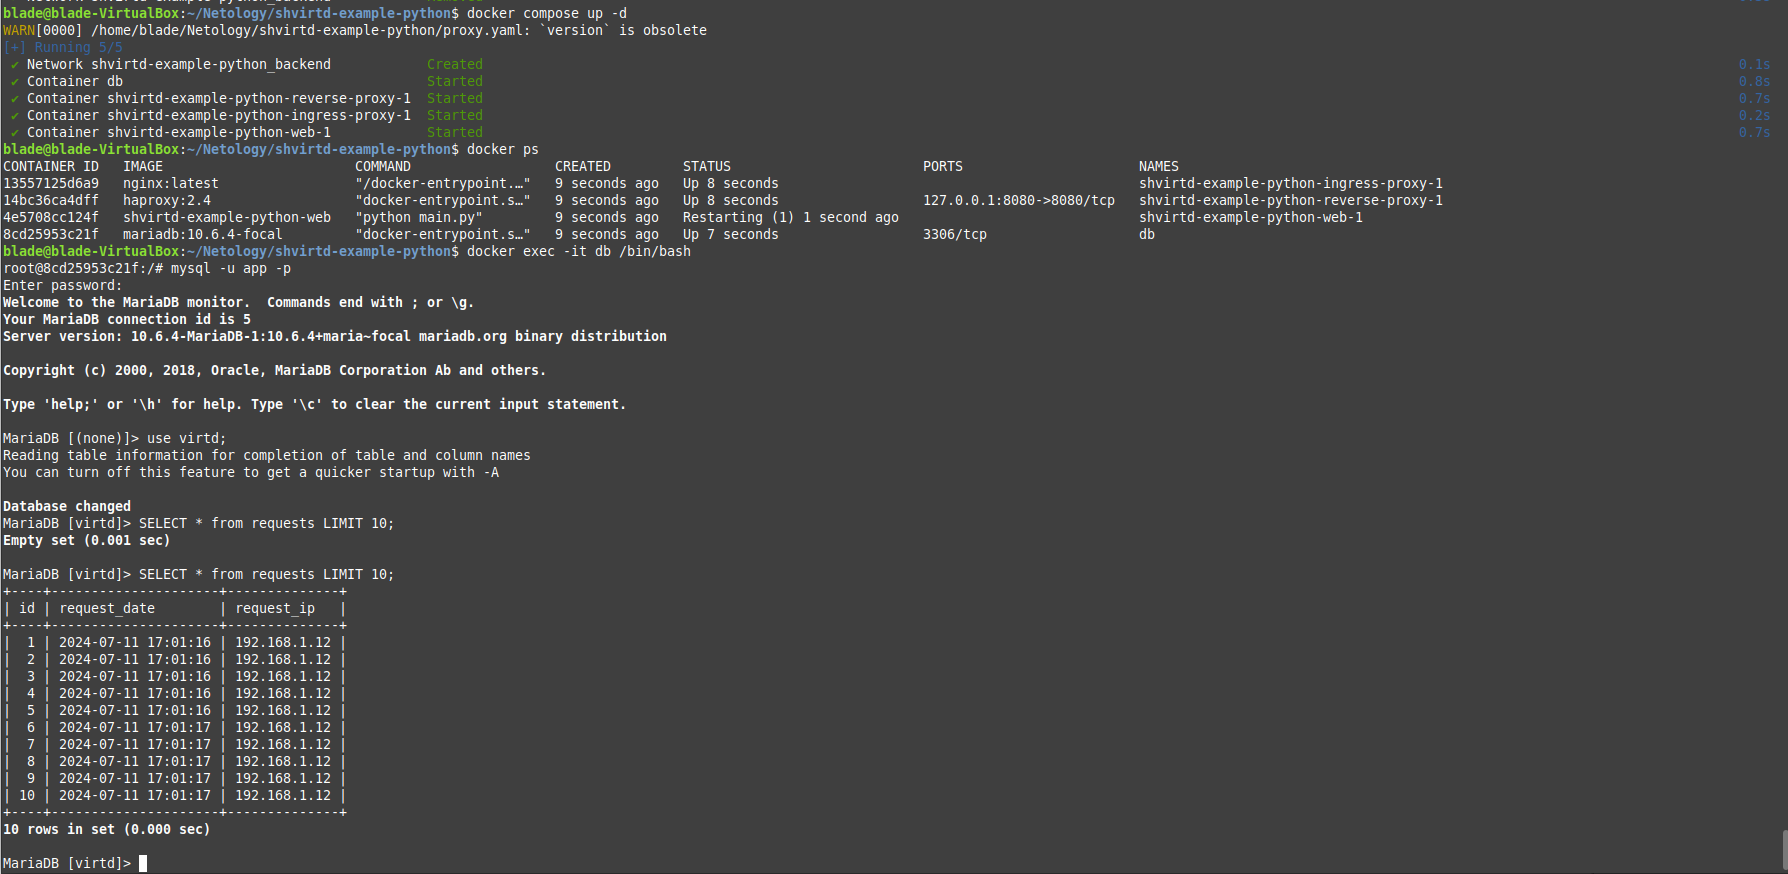 blade@blade-VirtualBox:~/Netology/shvirtd-example-python$ docker compose up -d
WARN[0000] /home/blade/Netology/shvirtd-example-python/proxy.yaml: `version` is obsolete
[+] Running 5/5
✔ Network shvirtd-example-python_backend Created 0.1s
✔ Container db Started 0.8s
✔ Container shvirtd-example-python-reverse-proxy-1 Started 0.7s
✔ Container shvirtd-example-python-ingress-proxy-1 Started 0.2s
✔ Container shvirtd-example-python-web-1 Started 0.7s
blade@blade-VirtualBox:~/Netology/shvirtd-example-python$ docker ps
CONTAINER ID IMAGE COMMAND CREATED STATUS PORTS NAMES
13557125d6a9 nginx:latest "/docker-entrypoint.…" 9 seconds ago Up 8 seconds shvirtd-example-python-ingress-proxy-1
14bc36ca4dff haproxy:2.4 "docker-entrypoint.s…" 9 seconds ago Up 8 seconds 127.0.0.1:8080->8080/tcp shvirtd-example-python-reverse-proxy-1
4e5708cc124f shvirtd-example-python-web "python main.py" 9 seconds ago Restarting (1) 1 second ago shvirtd-example-python-web-1
8cd25953c21f mariadb:10.6.4-focal "docker-entrypoint.s…" 9 seconds ago Up 7 seconds 3306/tcp db
blade@blade-VirtualBox:~/Netology/shvirtd-example-python$ docker exec -it db /bin/bash
root@8cd25953c21f:/# mysql -u app -p
Enter password:
Welcome to the MariaDB monitor.  Commands end with ; or \g.
Your MariaDB connection id is 5
Server version: 10.6.4-MariaDB-1:10.6.4+maria~focal mariadb.org binary distribution
Copyright (c) 2000, 2018, Oracle, MariaDB Corporation Ab and others.
Type 'help;' or '\h' for help. Type '\c' to clear the current input statement.
MariaDB [(none)]> use virtd;
Reading table information for completion of table and column names
You can turn off this feature to get a quicker startup with -A
Database changed
MariaDB [virtd]> SELECT * from requests LIMIT 10;
Empty set (0.001 sec)
MariaDB [virtd]> SELECT * from requests LIMIT 10;
+----+---------------------+--------------+
| id | request_date        | request_ip   |
+----+---------------------+--------------+
|  1 | 2024-07-11 17:01:16 | 192.168.1.12 |
|  2 | 2024-07-11 17:01:16 | 192.168.1.12 |
|  3 | 2024-07-11 17:01:16 | 192.168.1.12 |
|  4 | 2024-07-11 17:01:16 | 192.168.1.12 |
|  5 | 2024-07-11 17:01:16 | 192.168.1.12 |
|  6 | 2024-07-11 17:01:17 | 192.168.1.12 |
|  7 | 2024-07-11 17:01:17 | 192.168.1.12 |
|  8 | 2024-07-11 17:01:17 | 192.168.1.12 |
|  9 | 2024-07-11 17:01:17 | 192.168.1.12 |
| 10 | 2024-07-11 17:01:17 | 192.168.1.12 |
+----+---------------------+--------------+
10 rows in set (0.000 sec)
MariaDB [virtd]>